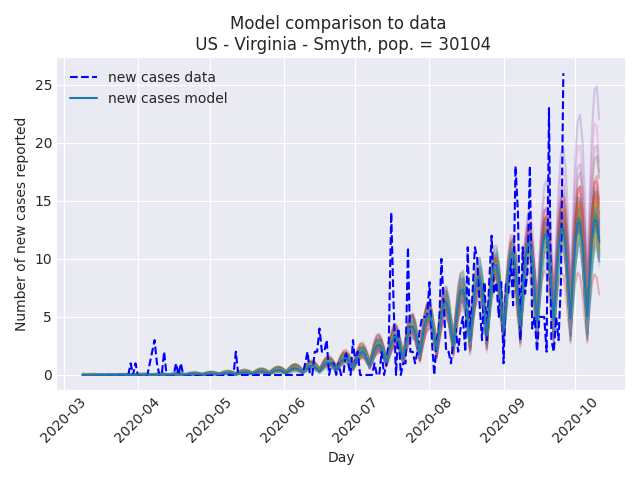 Model comparison to data
US - Virginia - Smyth, pop. = 30104
new cases data
new cases model
Number of new cases reported
25
20
15
10
5
0
2020-03
2020-04
2020-05
2020-06
2020-07
2020-08
2020-09
2020-10
Day